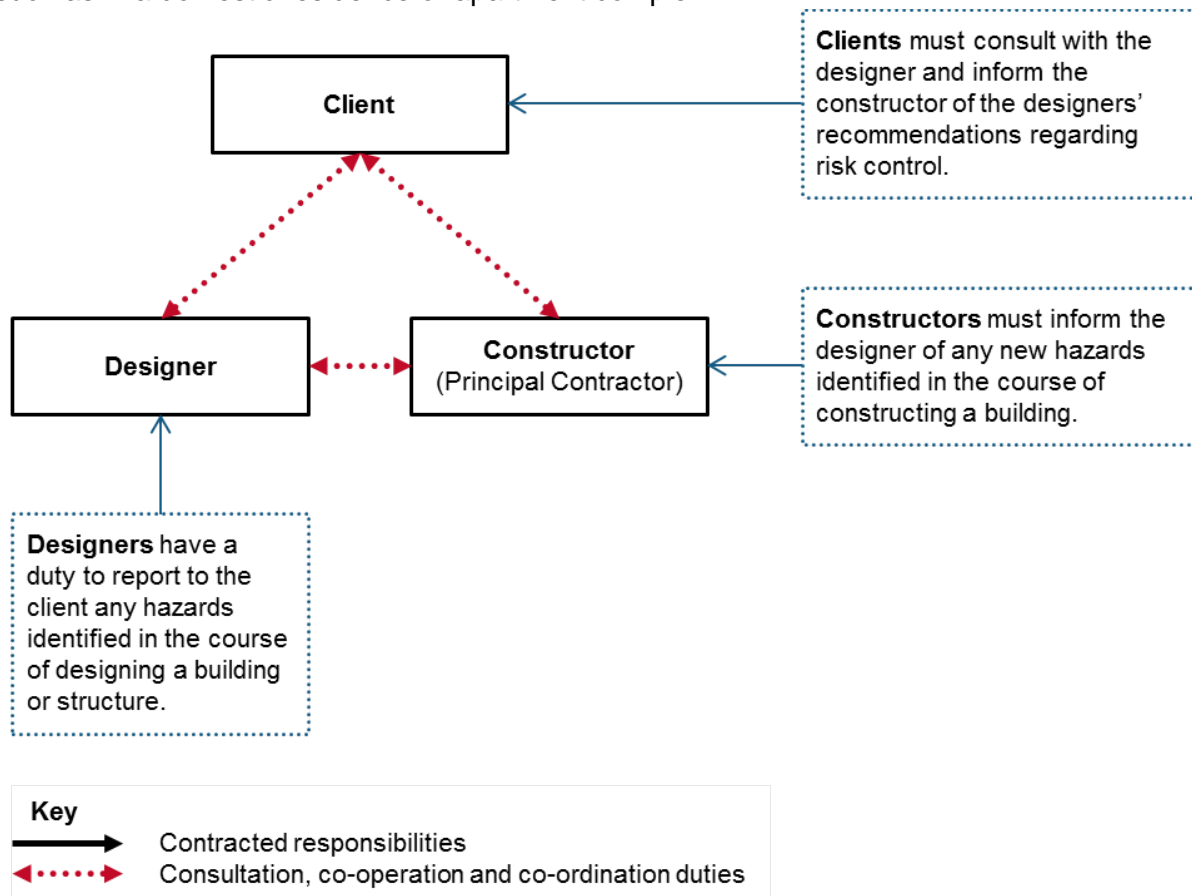 Client
Clients must consult with the
designer and inform the
constructor of the designers’
recommendations regarding
risk control.
Designer
Constructor
(Principal Contractor)
Constructors must inform the
designer of any new hazards
identified in the course of
constructing a building.
Designers have a
duty to report to the
client any hazards
identified in the course
of designing a building
or structure.
Key
Contracted responsibilities
Consultation, co-operation and co-ordination duties